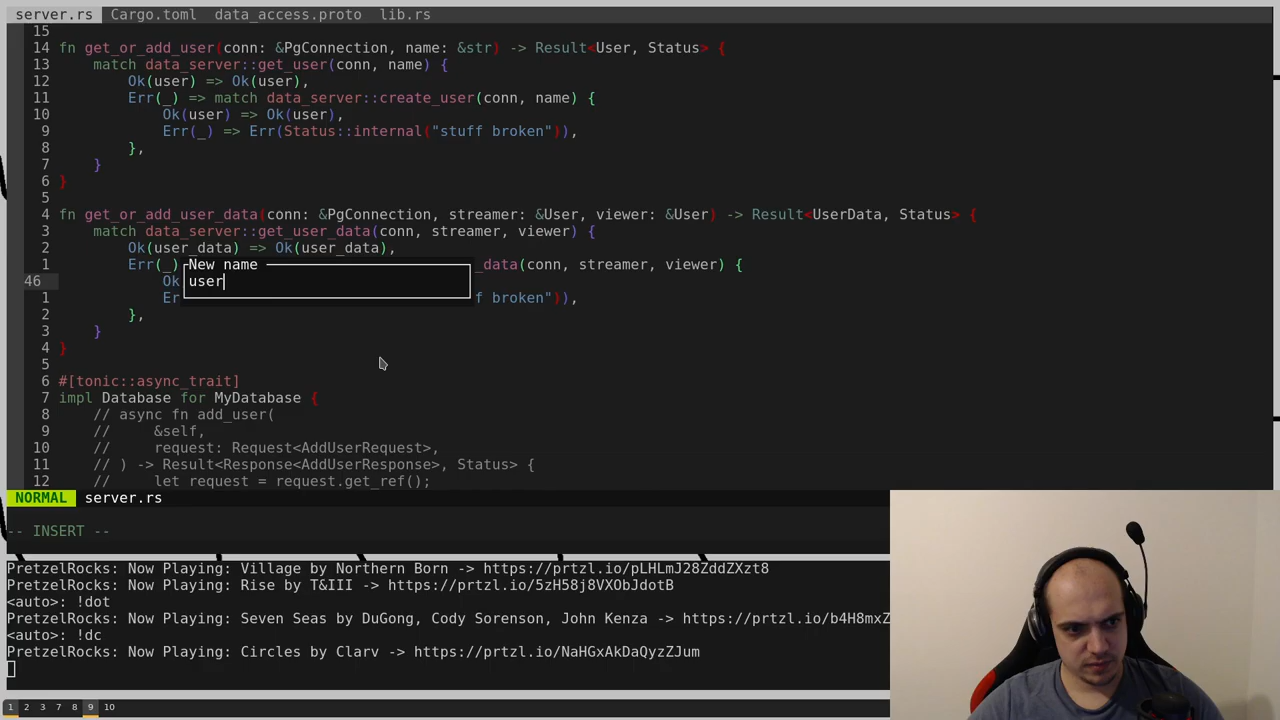 server.rs Cargo.toml data_access.proto lib.rs
15
14 fn get_or_add_user(conn: &PgConnection, name: &str) -> Result<User, Status> {
13 match data_server::get_user(conn, name) {
12 Ok(user) => Ok(user),
11 Err(_) => match data_server::create_user(conn, name) {
10 Ok(user) => Ok(user),
9 Err(_) => Err(Status::internal("stuff broken")),
8 },
7 }
6 }
5
4 fn get_or_add_user_data(conn: &PgConnection, streamer: &User, viewer: &User) -> Result<UserData, Status> {
3 match data_server::get_user_data(conn, streamer, viewer) {
2 Ok(user_data) => Ok(user_data),
1 Err(_) New name _data(conn, streamer, viewer) {
46 Ok user
1 Er f broken")),
2 },
3 }
4 }
5
6 #[tonic::async_trait]
7 impl Database for MyDatabase {
8 // async fn add_user(
9 // &self,
10 // request: Request<AddUserRequest>,
11 // ) -> Result<Response<AddUserResponse>, Status> {
12 // let request = request.get_ref();
NORMAL server.rs
-- INSERT --
PretzelRocks: Now Playing: Village by Northern Born -> https://prtzl.io/pLHLmJ28ZddZXzt8
PretzelRocks: Now Playing: Rise by T&III -> https://prtzl.io/5zH58j8VXObJdotB
<auto>: !dot
PretzelRocks: Now Playing: Seven Seas by DuGong, Cody Sorenson, John Kenza -> https://prtzl.io/b4H8mxZ
<auto>: !dc
PretzelRocks: Now Playing: Circles by Clarv -> https://prtzl.io/NaHGxAkDaQyzZJum
1 2 3 4 7 8 9 10